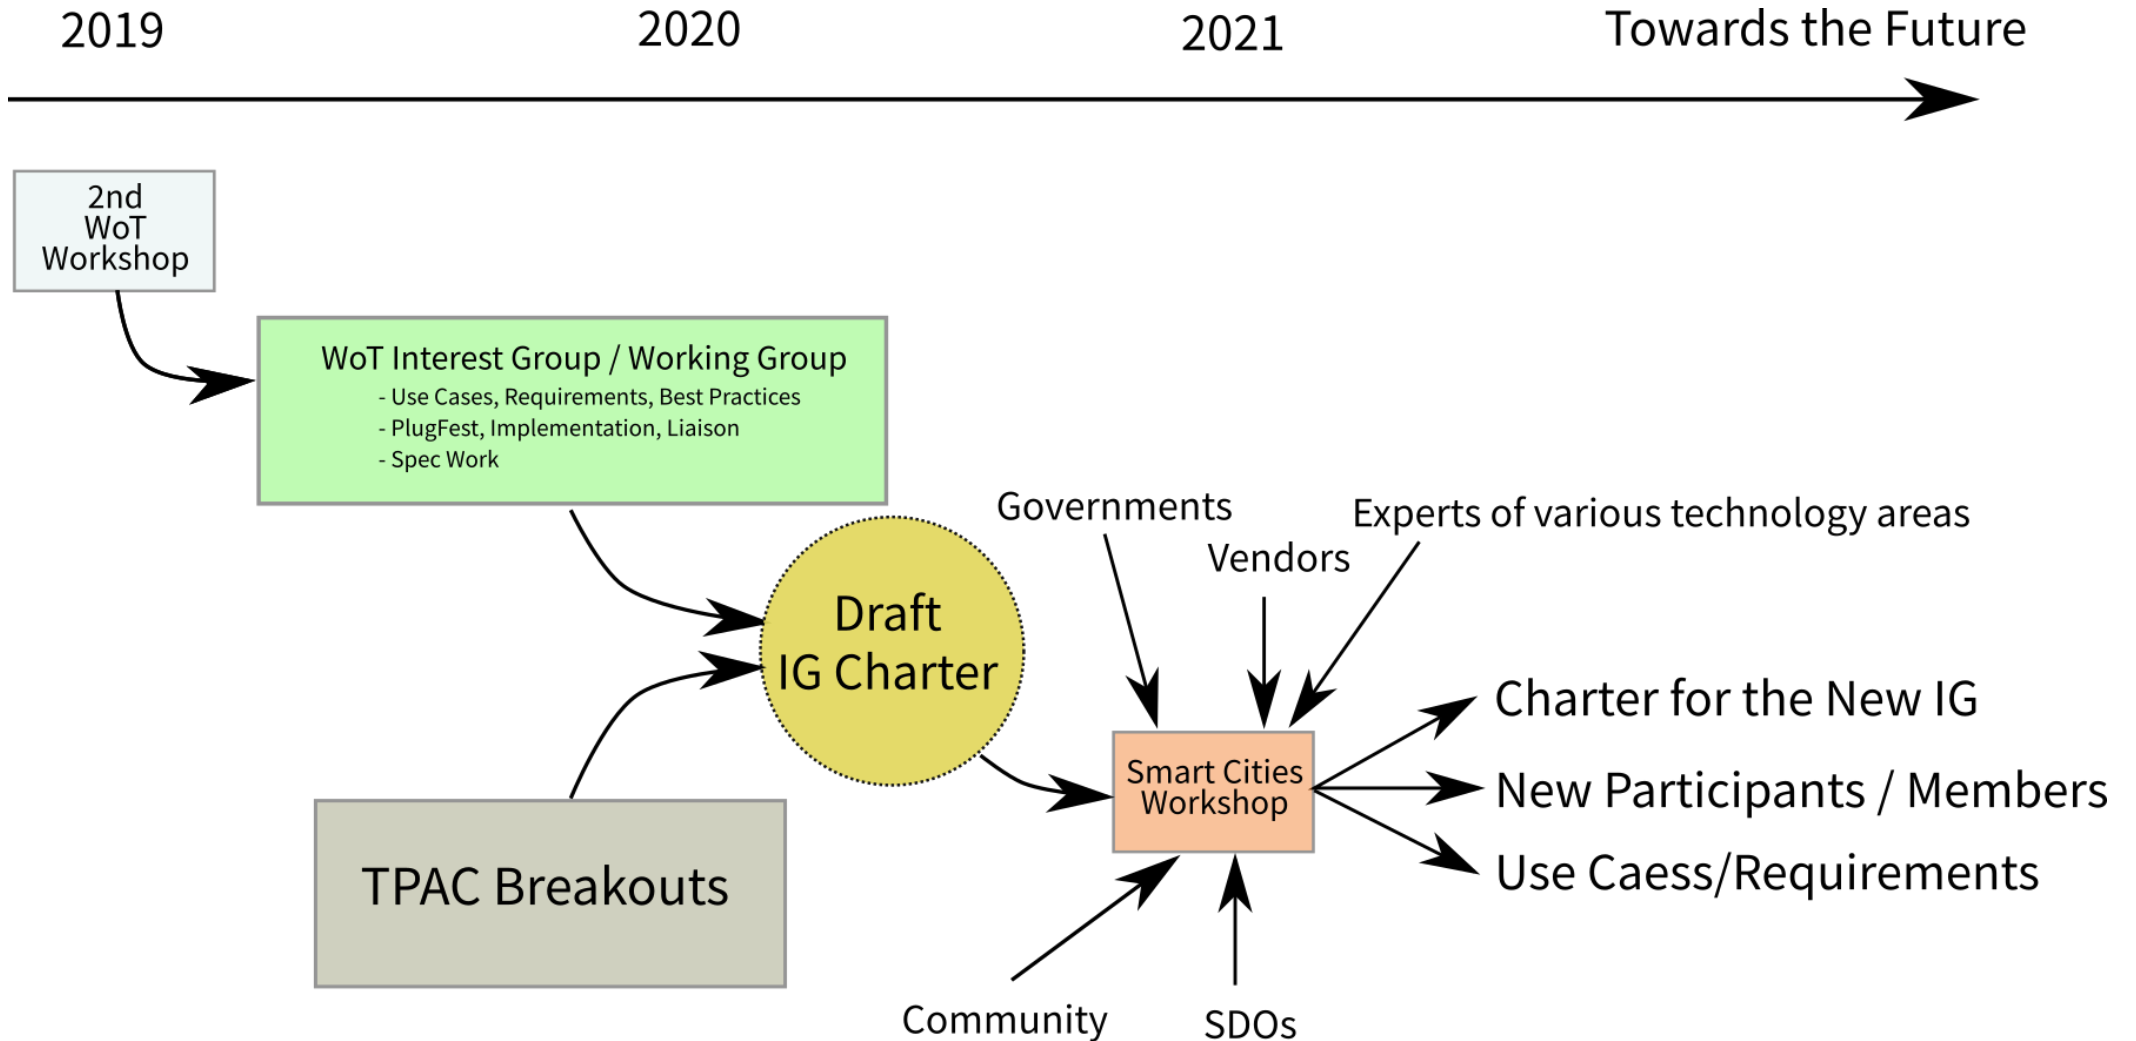 2019
2020
2021
Towards the Future
2nd
WoT
Workshop
WoT Interest Group / Working Group
- Use Cases, Requirements, Best Practices
- PlugFest, Implementation, Liaison
- Spec Work
Draft
IG Charter
TPAC Breakouts
Governments
Vendors
Experts of various technology areas
Smart Cities
Workshop
Community
SDOs
Charter for the New IG
New Participants / Members
Use Caess/Requirements